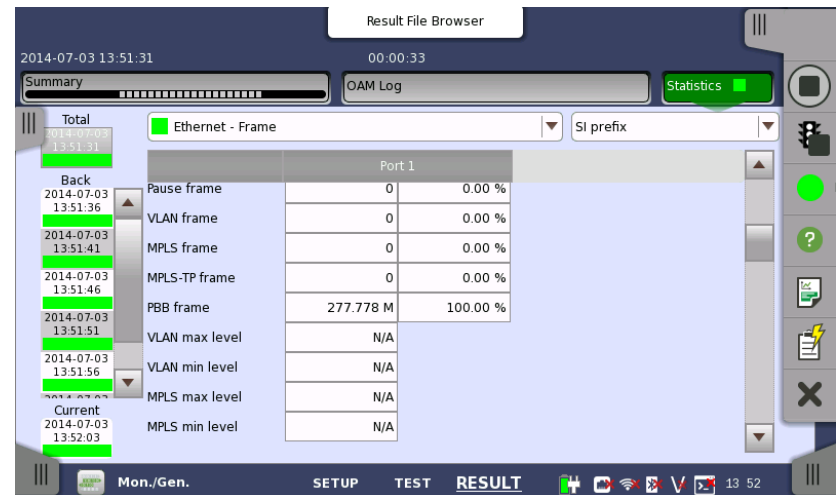 Result File Browser
2014-07-03 13:51:31 00:00:33
Summary OAM Log Statistics
Total
2014-07-03
13:51:31
Ethernet - Frame SI prefix
Port 1
Back
2014-07-03
13:51:36
2014-07-03
13:51:41
2014-07-03
13:51:46
2014-07-03
13:51:51
2014-07-03
13:51:56
2014-07-03
Current
2014-07-03
13:52:03
Pause frame 0 0.00 %
VLAN frame 0 0.00 %
MPLS frame 0 0.00 %
MPLS-TP frame 0 0.00 %
PBB frame 277.778 M 100.00 %
VLAN max level N/A
VLAN min level N/A
MPLS max level N/A
MPLS min level N/A
Mon./Gen. SETUP TEST RESULT 13 52